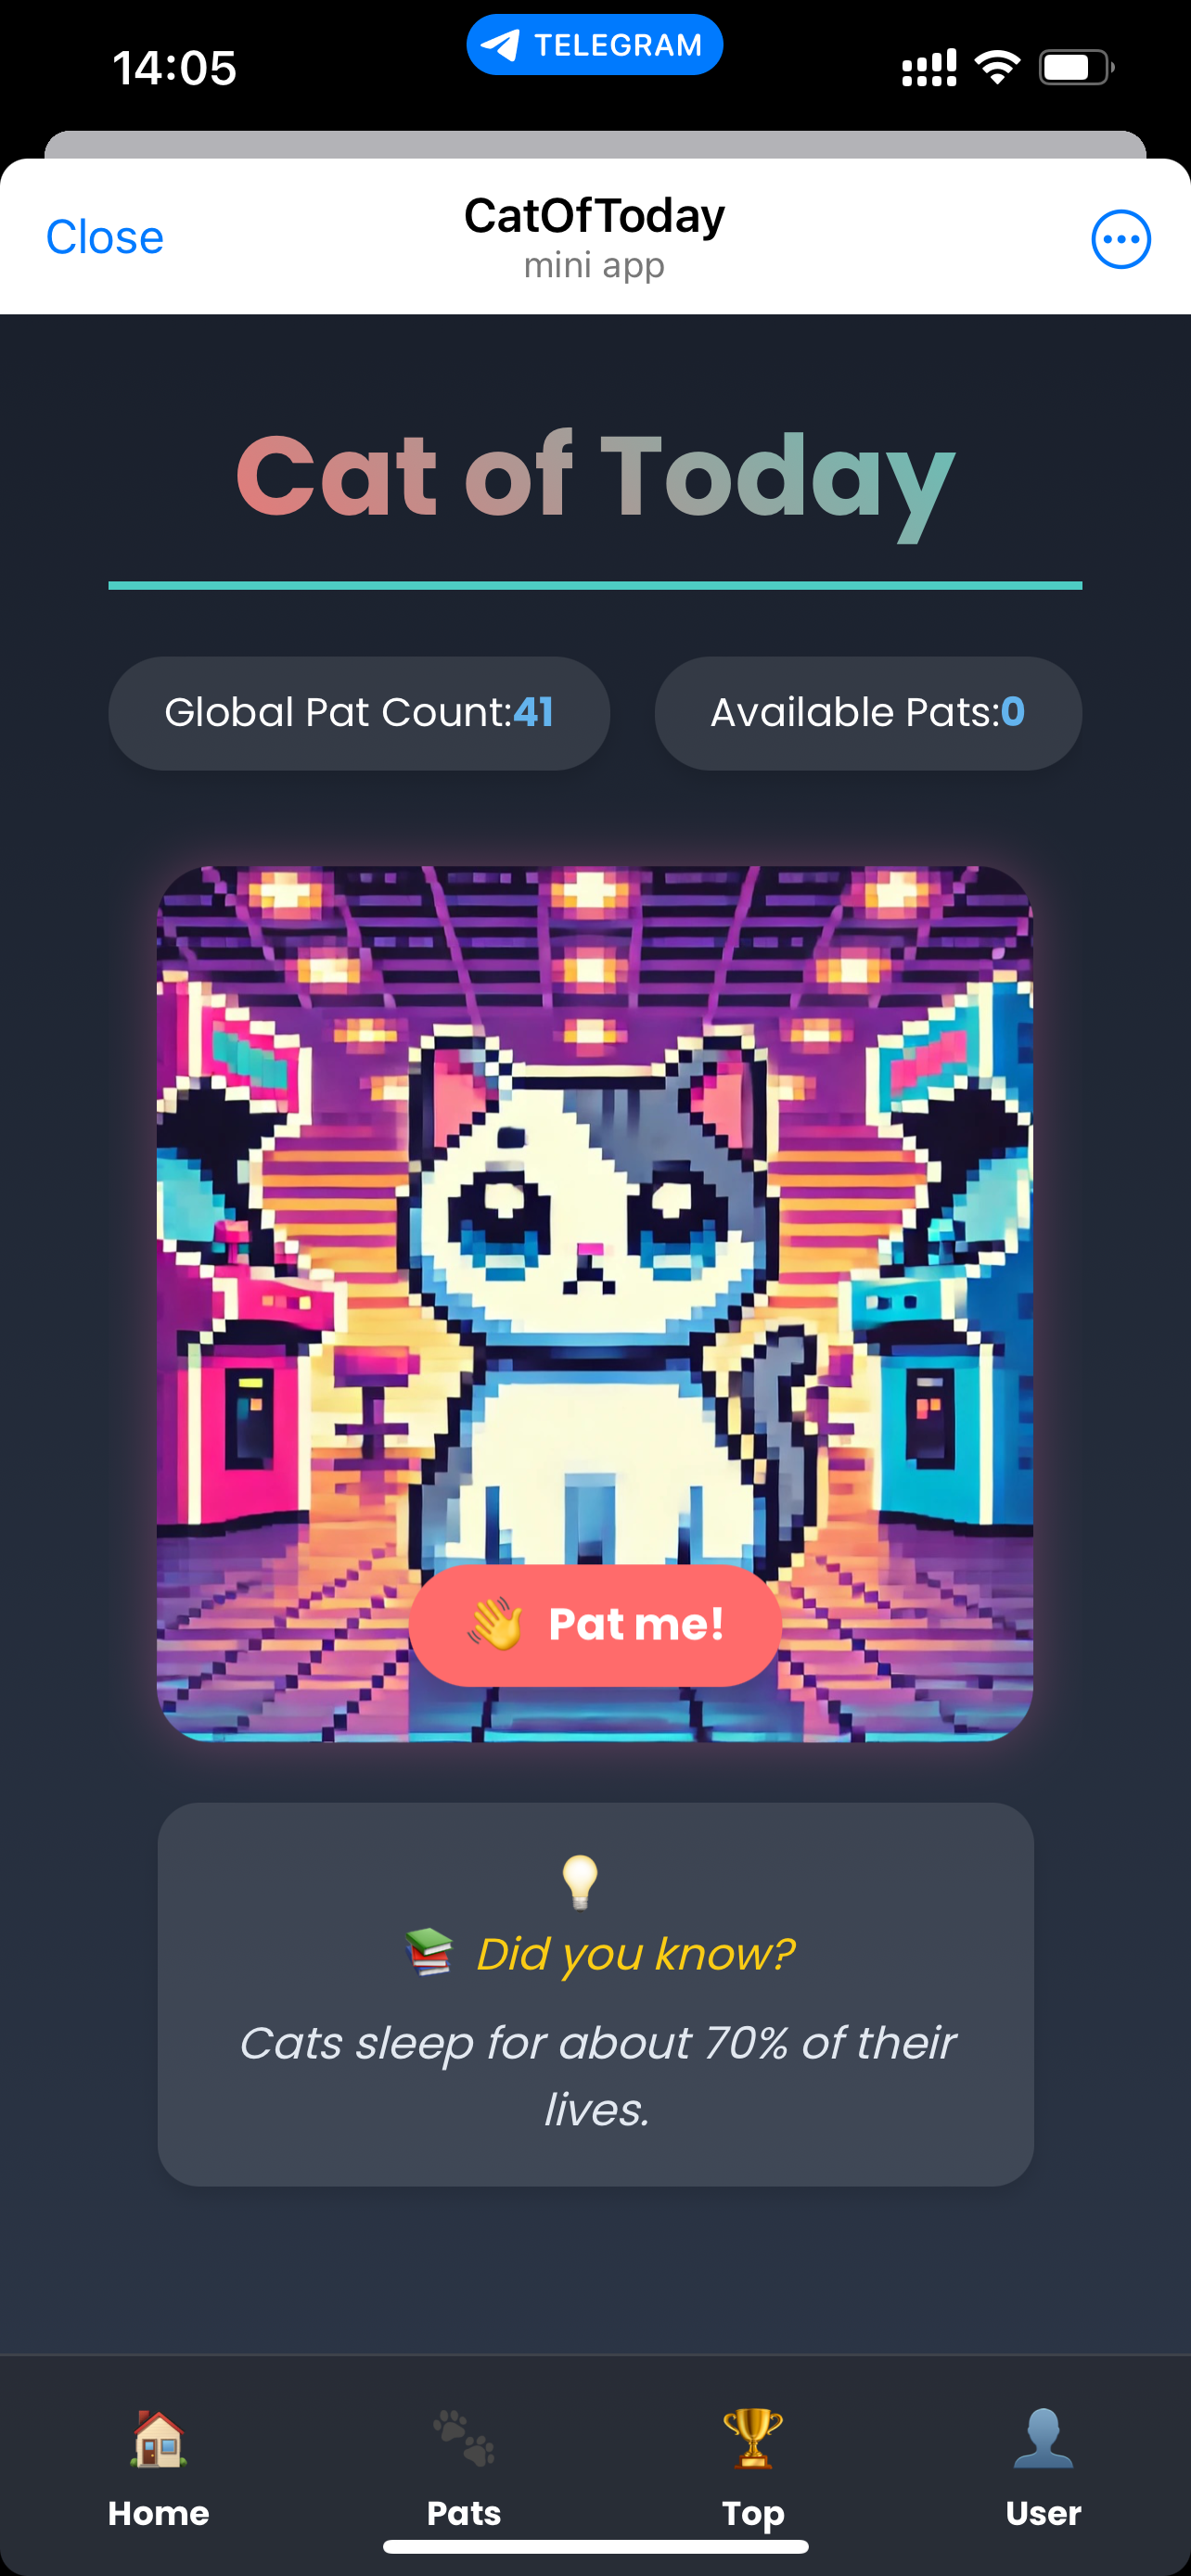 14:05
TELEGRAM
Close
CatOfToday
mini app
Cat of Today
Global Pat Count:41
Available Pats:0
👋 Pat me!
💡
📚 Did you know?
Cats sleep for about 70% of their
lives.
Home
Pats
Top
User